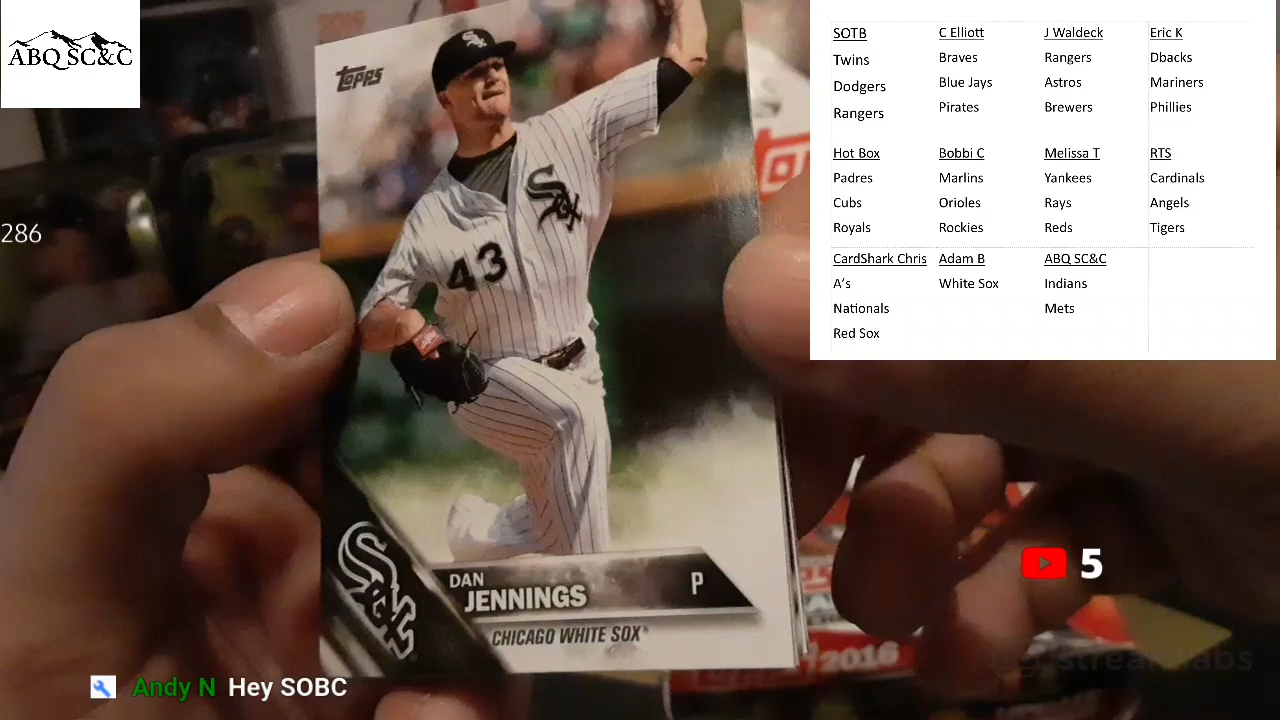 ABQ SC&C
286
Topps
43
DAN
JENNINGS
P
CHICAGO WHITE SOX
2016
SOTB
Twins
Dodgers
Rangers
C Elliott
Braves
Blue Jays
Pirates
J Waldeck
Rangers
Astros
Brewers
Eric K
Dbacks
Mariners
Phillies
Hot Box
Padres
Cubs
Royals
Bobbi C
Marlins
Orioles
Rockies
Melissa T
Yankees
Rays
Reds
RTS
Cardinals
Angels
Tigers
CardShark Chris
A's
Nationals
Red Sox
Adam B
White Sox
ABQ SC&C
Indians
Mets
5
streamlabs
Andy N Hey SOBC